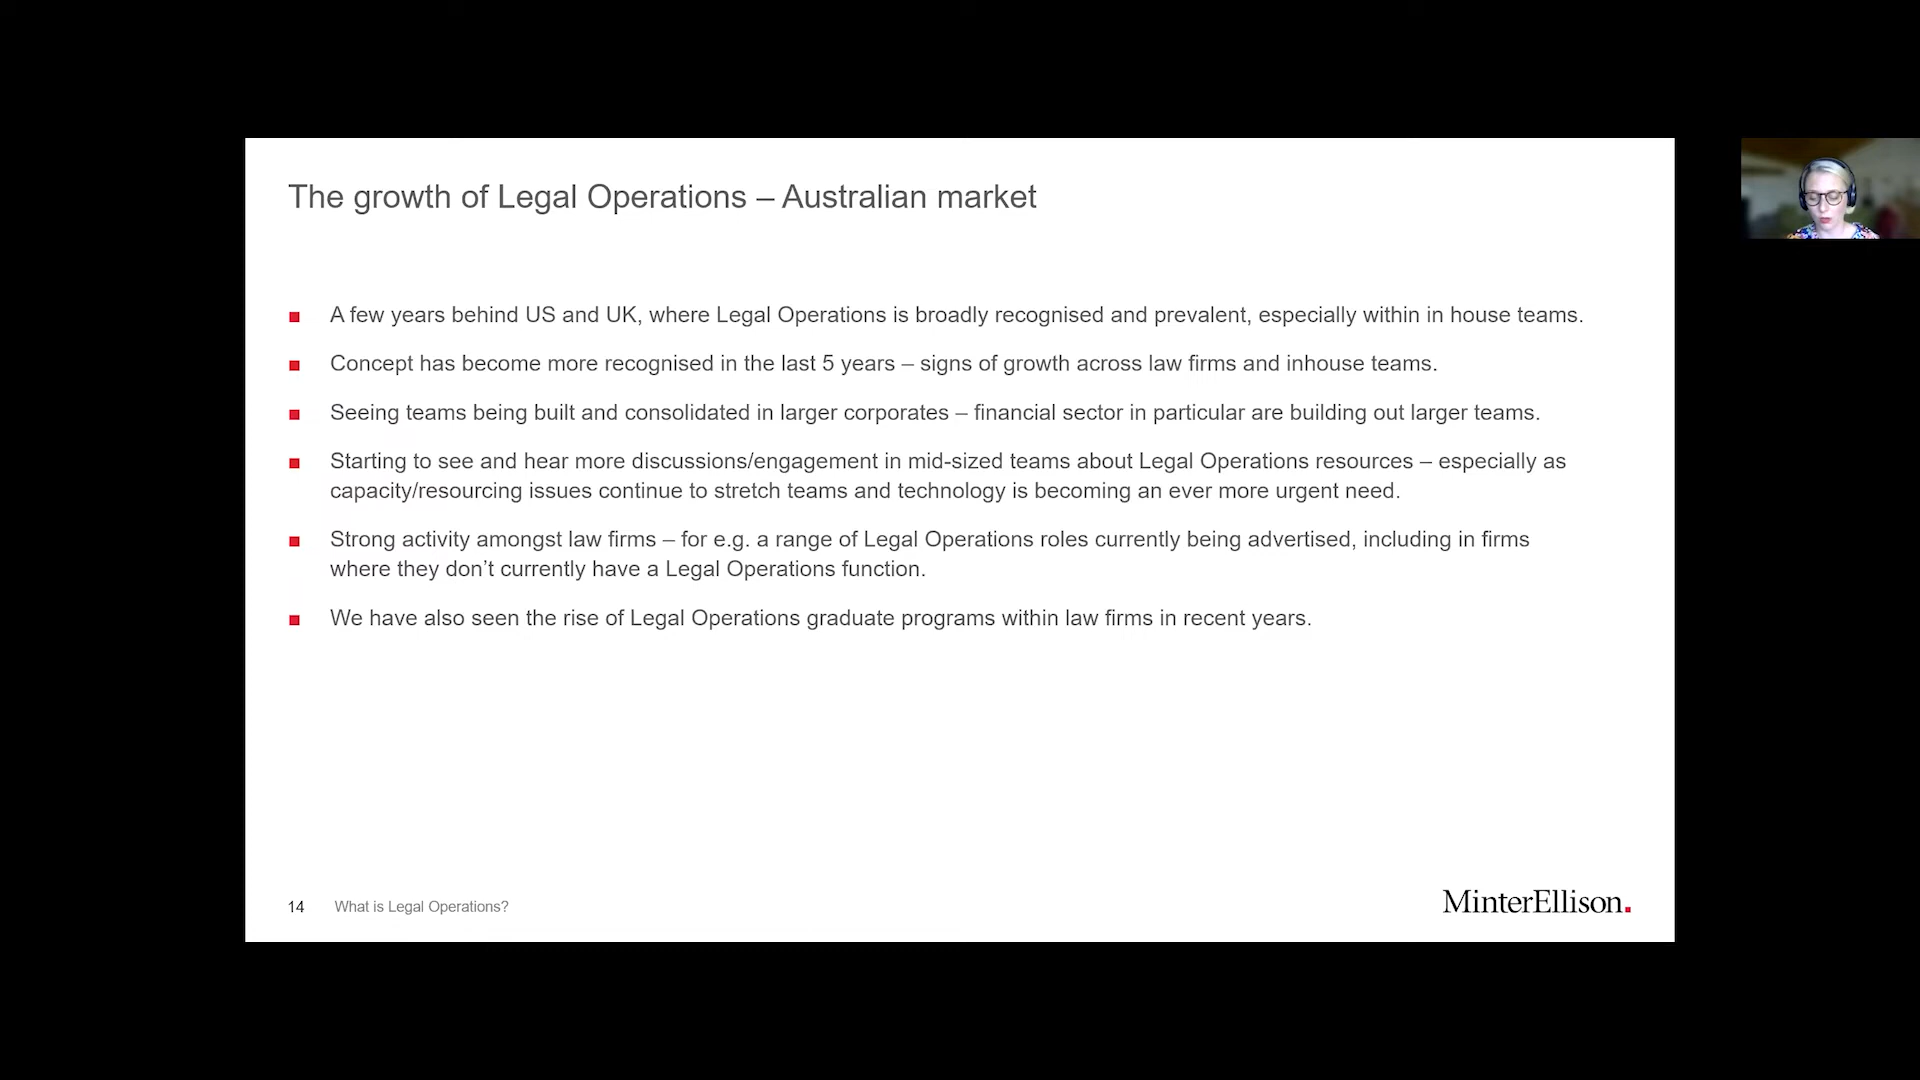 The growth of Legal Operations – Australian market
A few years behind US and UK, where Legal Operations is broadly recognised and prevalent, especially within in house teams.
Concept has become more recognised in the last 5 years – signs of growth across law firms and inhouse teams.
Seeing teams being built and consolidated in larger corporates – financial sector in particular are building out larger teams.
Starting to see and hear more discussions/engagement in mid-sized teams about Legal Operations resources – especially as
capacity/resourcing issues continue to stretch teams and technology is becoming an ever more urgent need.
Strong activity amongst law firms – for e.g. a range of Legal Operations roles currently being advertised, including in firms
where they don’t currently have a Legal Operations function.
We have also seen the rise of Legal Operations graduate programs within law firms in recent years.
14 What is Legal Operations?
MinterEllison.